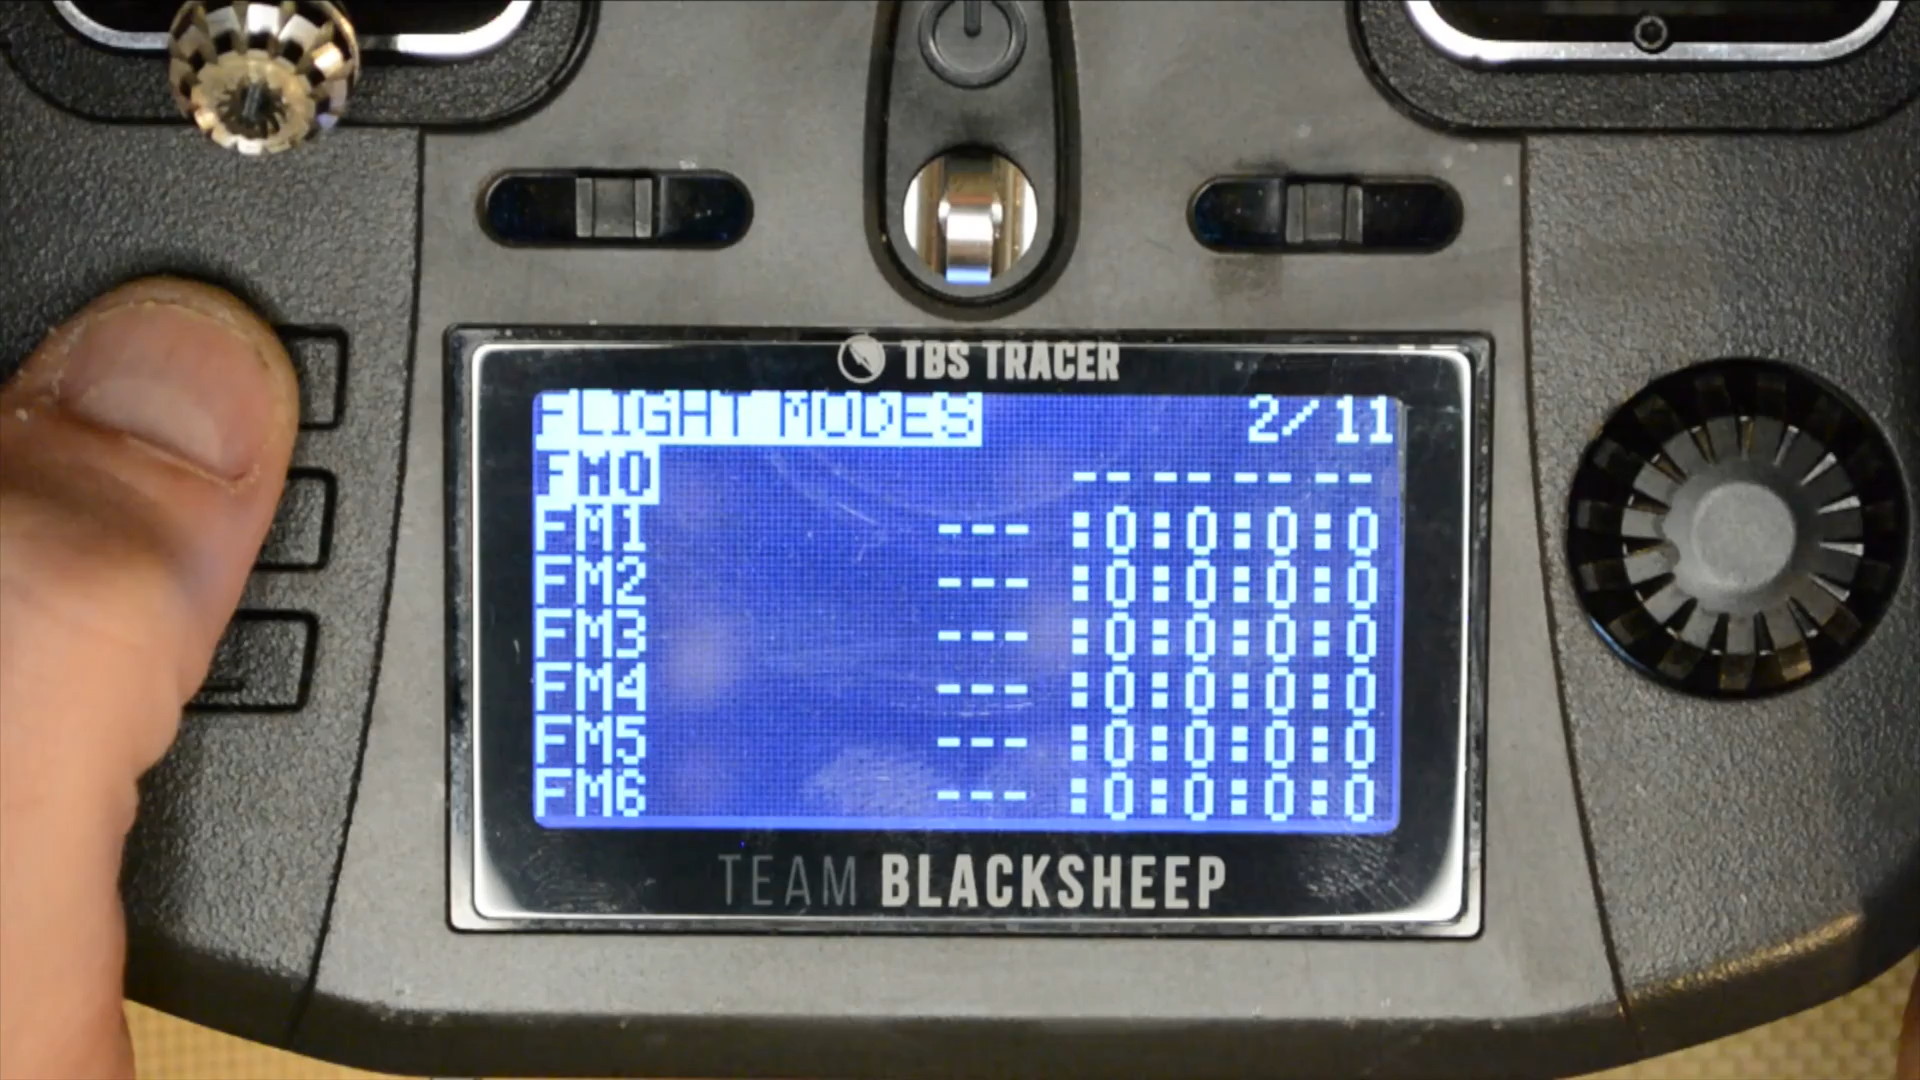 TBS TRACER
FLIGHT MODES 2/11
FM0 -- -- -- --
FM1 --- :0:0:0:0
FM2 --- :0:0:0:0
FM3 --- :0:0:0:0
FM4 --- :0:0:0:0
FM5 --- :0:0:0:0
FM6 --- :0:0:0:0
TEAM BLACKSHEEP